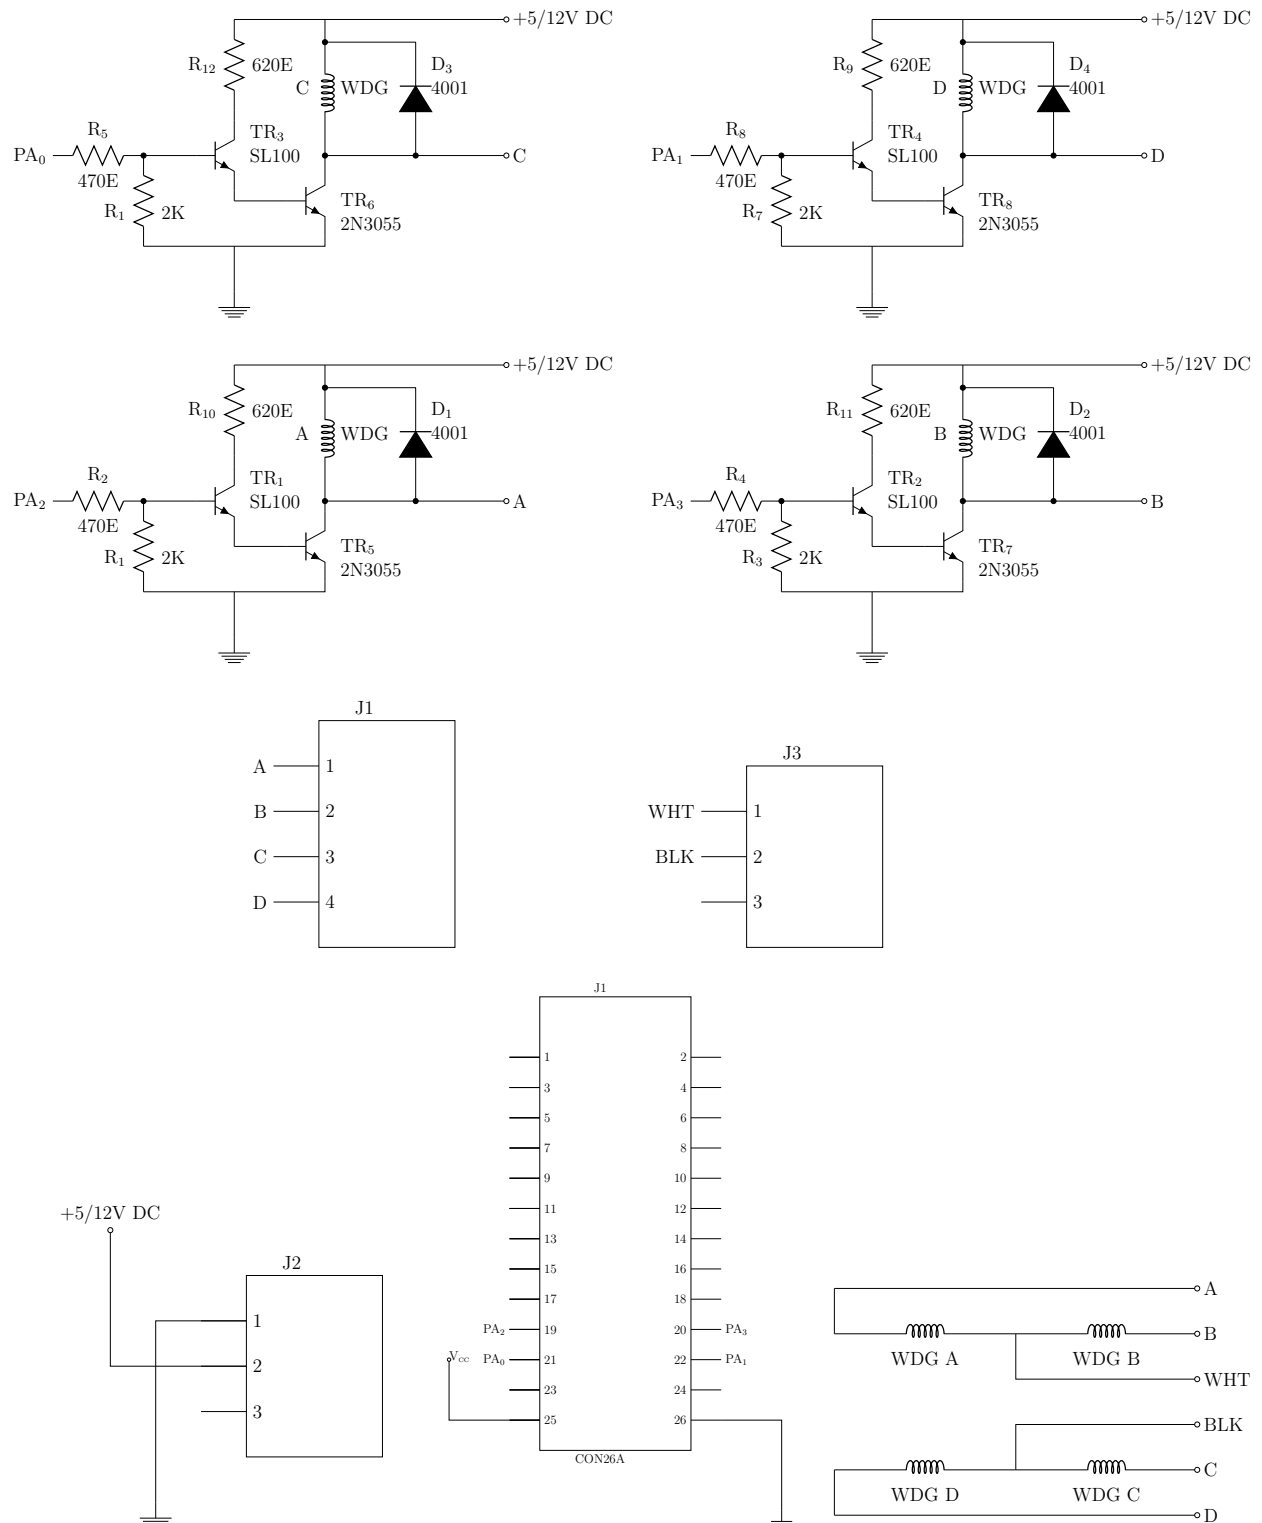 +5/12V DC
R12 620E
C WDG
D3
4001
R5
PA0
470E
TR3
SL100
C
R1 2K
TR6
2N3055
+5/12V DC
R9 620E
D WDG
D4
4001
R8
PA1
470E
TR4
SL100
D
R7 2K
TR8
2N3055
+5/12V DC
R10 620E
A WDG
D1
4001
R2
PA2
470E
TR1
SL100
A
R1 2K
TR5
2N3055
+5/12V DC
R11 620E
B WDG
D2
4001
R4
PA3
470E
TR2
SL100
B
R3 2K
TR7
2N3055
J1
A 1
B 2
C 3
D 4
J3
WHT 1
BLK 2
3
J1
1 2
3 4
5 6
7 8
9 10
11 12
13 14
15 16
17 18
PA2 19 20 PA3
Vcc PA0 21 22 PA1
23 24
25 26
CON26A
+5/12V DC
J2
1
2
3
A
B
WDG A WDG B
WHT
BLK
C
WDG D WDG C
D